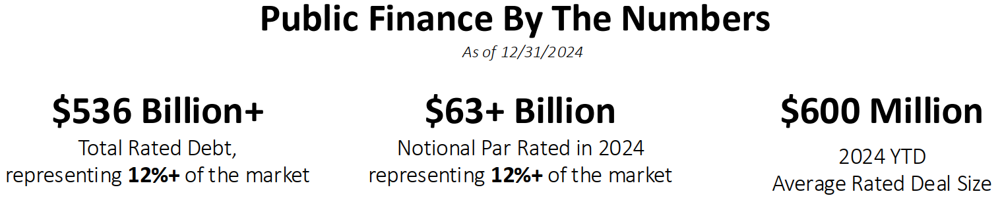 Public Finance By The Numbers
As of 12/31/2024
$536 Billion+
Total Rated Debt,
representing 12%+ of the market
$63+ Billion
Notional Par Rated in 2024
representing 12%+ of the market
$600 Million
2024 YTD
Average Rated Deal Size